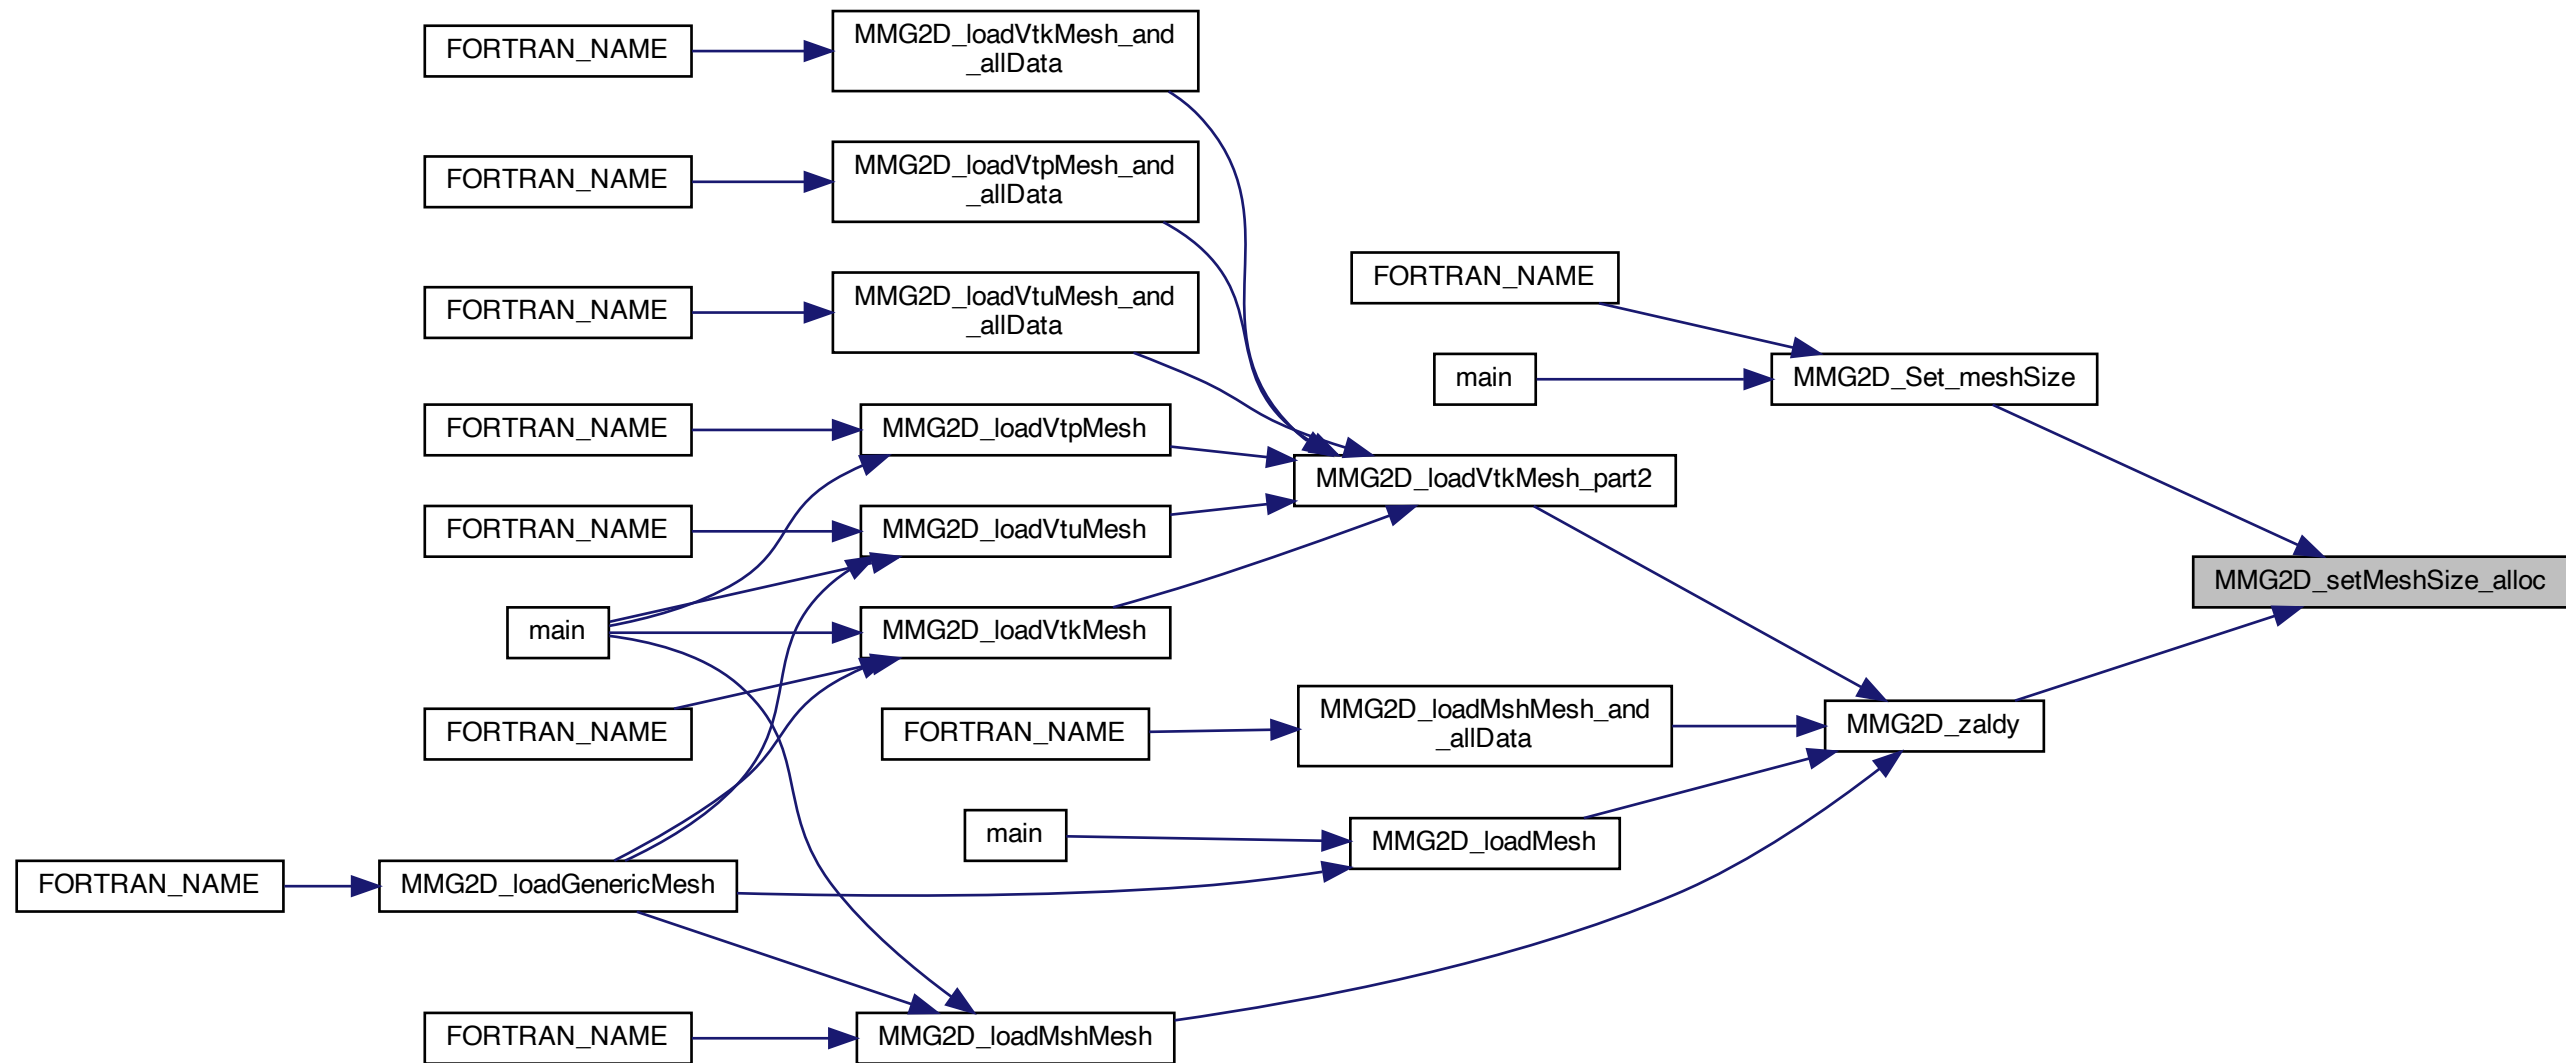 FORTRAN_NAME
MMG2D_loadVtkMesh_and
_allData
FORTRAN_NAME
MMG2D_loadVtpMesh_and
_allData
FORTRAN_NAME
FORTRAN_NAME
MMG2D_loadVtuMesh_and
_allData
main
MMG2D_Set_meshSize
FORTRAN_NAME
MMG2D_loadVtpMesh
MMG2D_loadVtkMesh_part2
FORTRAN_NAME
MMG2D_loadVtuMesh
MMG2D_setMeshSize_alloc
main
MMG2D_loadVtkMesh
FORTRAN_NAME
FORTRAN_NAME
MMG2D_loadMshMesh_and
_allData
MMG2D_zaldy
main
MMG2D_loadMesh
FORTRAN_NAME
MMG2D_loadGenericMesh
FORTRAN_NAME
MMG2D_loadMshMesh